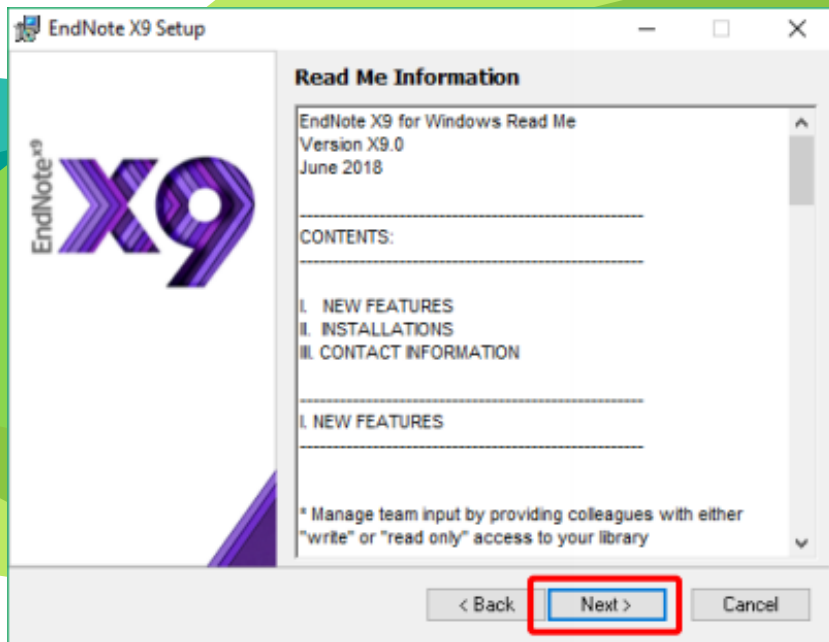 EndNote X9 Setup
EndNote X9
X9
Read Me Information
EndNote X9 for Windows Read Me
Version X9.0
June 2018
--------------------------------------------------------------------
CONTENTS:
--------------------------------------------------------------------
I. NEW FEATURES
II. INSTALLATIONS
III. CONTACT INFORMATION
--------------------------------------------------------------------
I. NEW FEATURES
--------------------------------------------------------------------
* Manage team input by providing colleagues with either
"write" or "read only" access to your library
< Back
Next >
Cancel